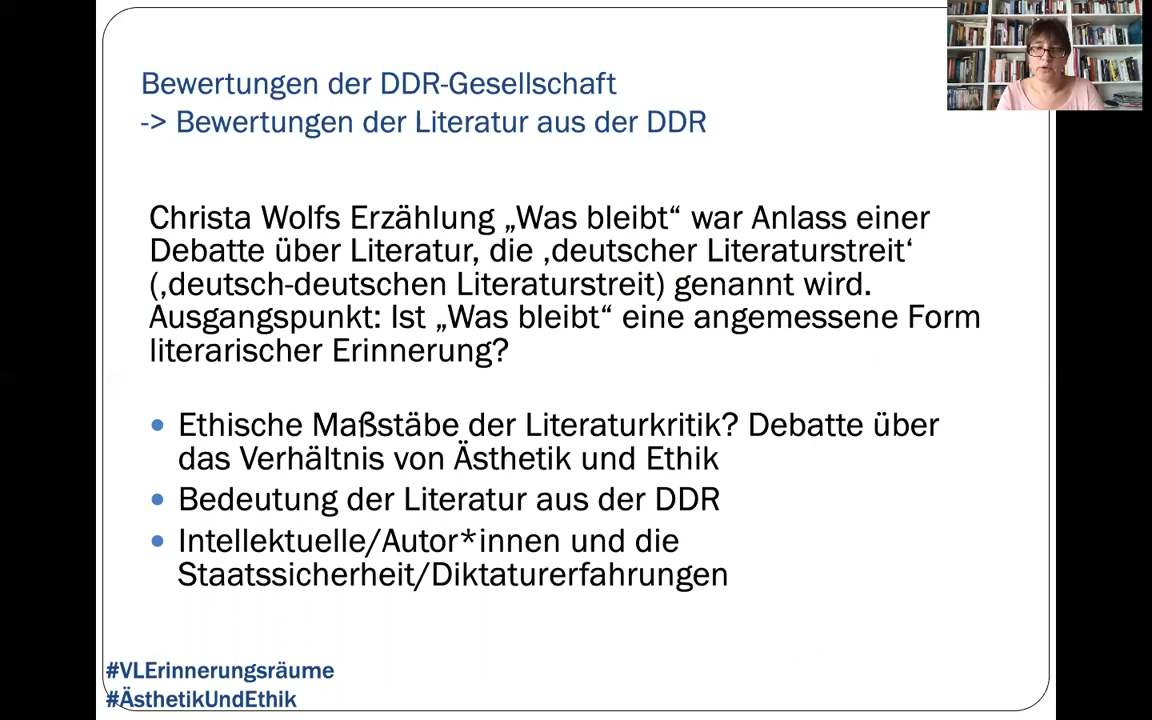 Bewertungen der DDR-Gesellschaft
-> Bewertungen der Literatur aus der DDR
Christa Wolfs Erzählung „Was bleibt“ war Anlass einer
Debatte über Literatur, die ‚deutscher Literaturstreit‘
(‚deutsch-deutschen Literaturstreit) genannt wird.
Ausgangspunkt: Ist „Was bleibt“ eine angemessene Form
literarischer Erinnerung?
• Ethische Maßstäbe der Literaturkritik? Debatte über
das Verhältnis von Ästhetik und Ethik
• Bedeutung der Literatur aus der DDR
• Intellektuelle/Autor*innen und die
Staatssicherheit/Diktaturerfahrungen
#VLErinnerungsräume
#ÄsthetikUndEthik